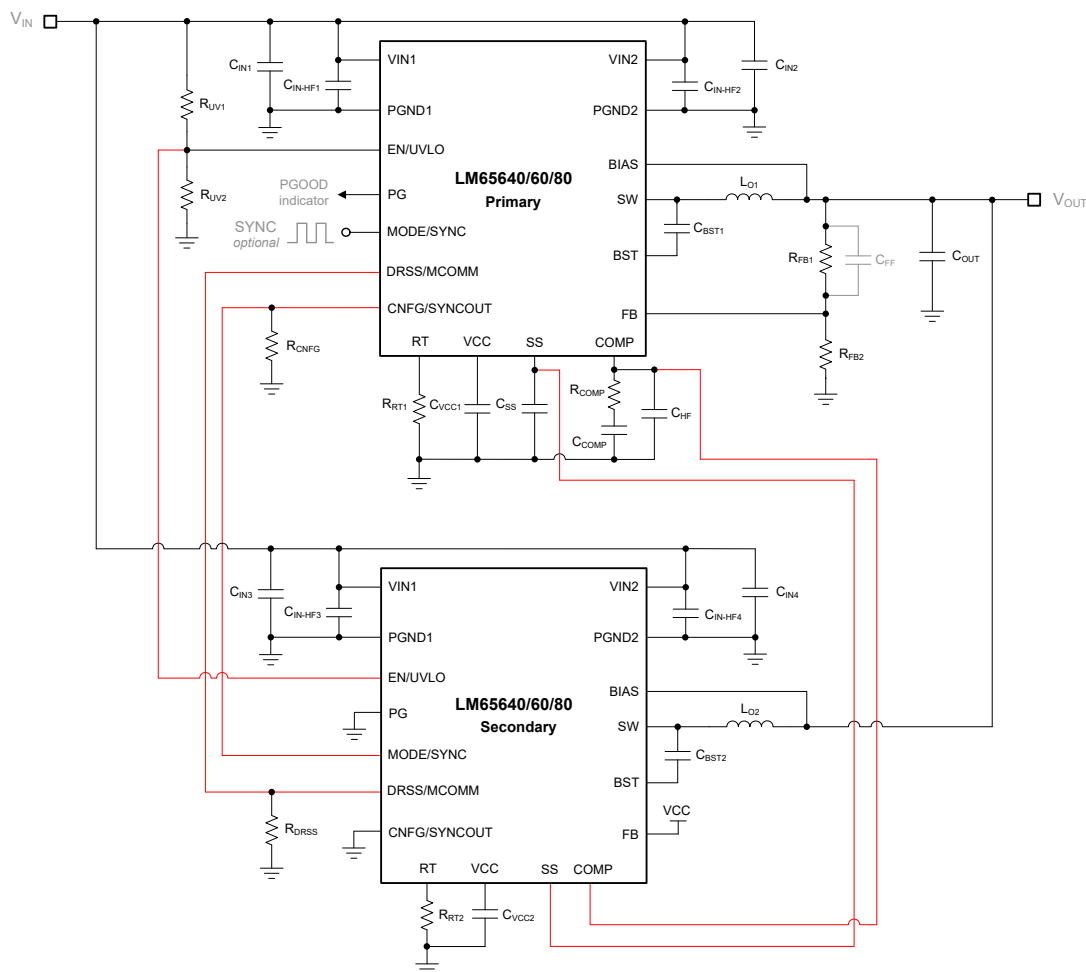 VIN
VIN1
VIN2
CIN1
CIN-HF1
CIN-HF2
CIN2
RUV1
PGND1
PGND2
EN/UVLO
BIAS
LM65640/60/80
Primary
PGOOD
indicator
PG
RUV2
SW
LO1
VOUT
SYNC
optional
MODE/SYNC
CBST1
BST
RFB1
CFF
COUT
DRSS/MCOMM
CNFG/SYNCOUT
FB
RCNFG
RT
VCC
SS
COMP
RFB2
RRT1
CVCC1
CSS
RCOMP
CHF
CCOMP
VIN1
VIN2
CIN3
CIN-HF3
CIN-HF4
CIN4
PGND1
PGND2
EN/UVLO
BIAS
LM65640/60/80
Secondary
PG
SW
LO2
MODE/SYNC
CBST2
BST
DRSS/MCOMM
VCC
RDRSS
CNFG/SYNCOUT
FB
RT
VCC
SS
COMP
RRT2
CVCC2